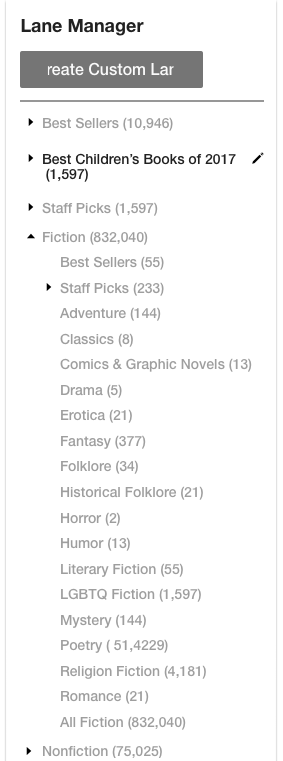 Lane Manager
reate Custom Lar
Best Sellers (10,946)
Best Children’s Books of 2017
(1,597)
Staff Picks (1,597)
Fiction (832,040)
Best Sellers (55)
Staff Picks (233)
Adventure (144)
Classics (8)
Comics & Graphic Novels (13)
Drama (5)
Erotica (21)
Fantasy (377)
Folklore (34)
Historical Folklore (21)
Horror (2)
Humor (13)
Literary Fiction (55)
LGBTQ Fiction (1,597)
Mystery (144)
Poetry ( 51,4229)
Religion Fiction (4,181)
Romance (21)
All Fiction (832,040)
Nonfiction (75,025)